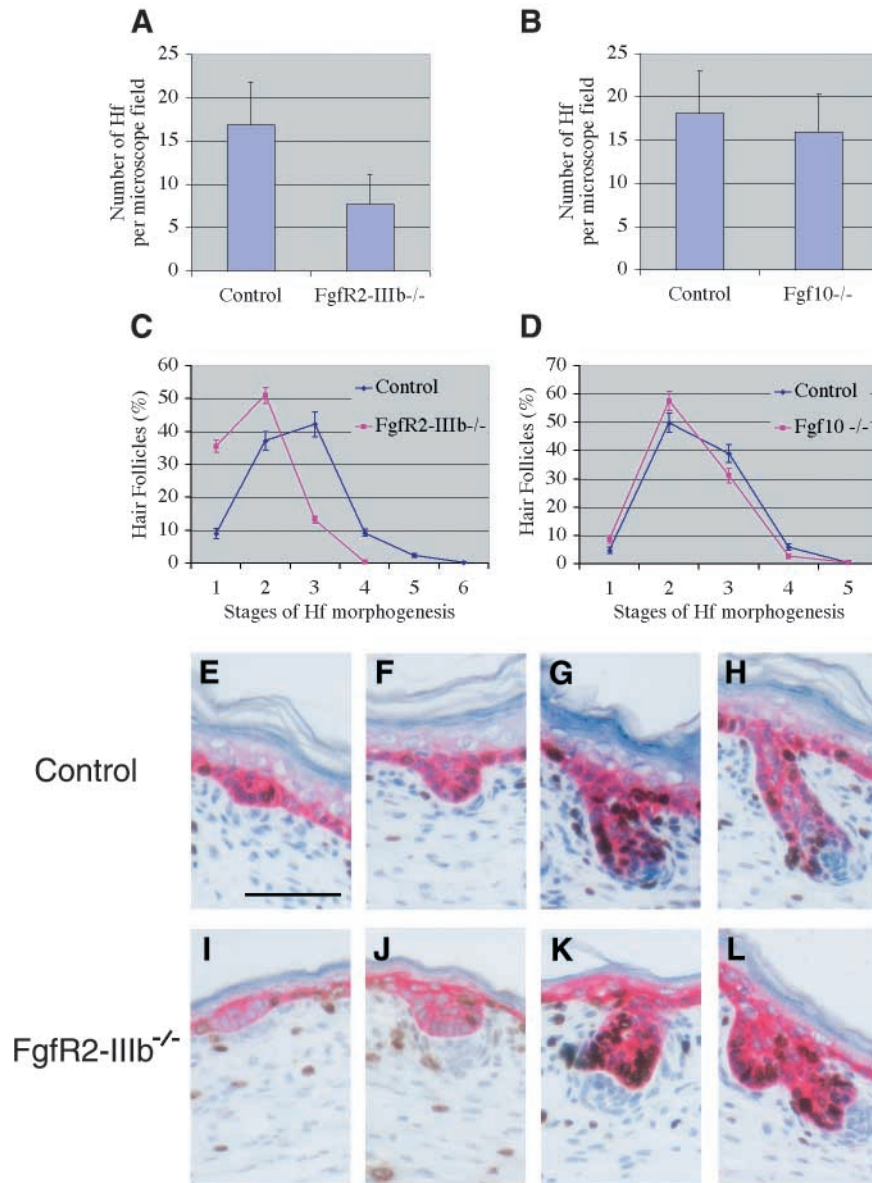 A
Number of Hf
per microscope field
25
20
15
10
5
0
Control
FgfR2-IIIb-/-
B
Number of Hf
per microscope field
25
20
15
10
5
0
Control
Fgf10-/-
C
Hair Follicles (%)
60
50
40
30
20
10
0
Control
FgfR2-IIIb-/-
1 2 3 4 5 6
Stages of Hf morphogenesis
D
Hair Follicles (%)
70
60
50
40
30
20
10
0
Control
Fgf10 -/-
1 2 3 4 5
Stages of Hf morphogenesis
E F G H
Control
I J K L
FgfR2-IIIb-/-